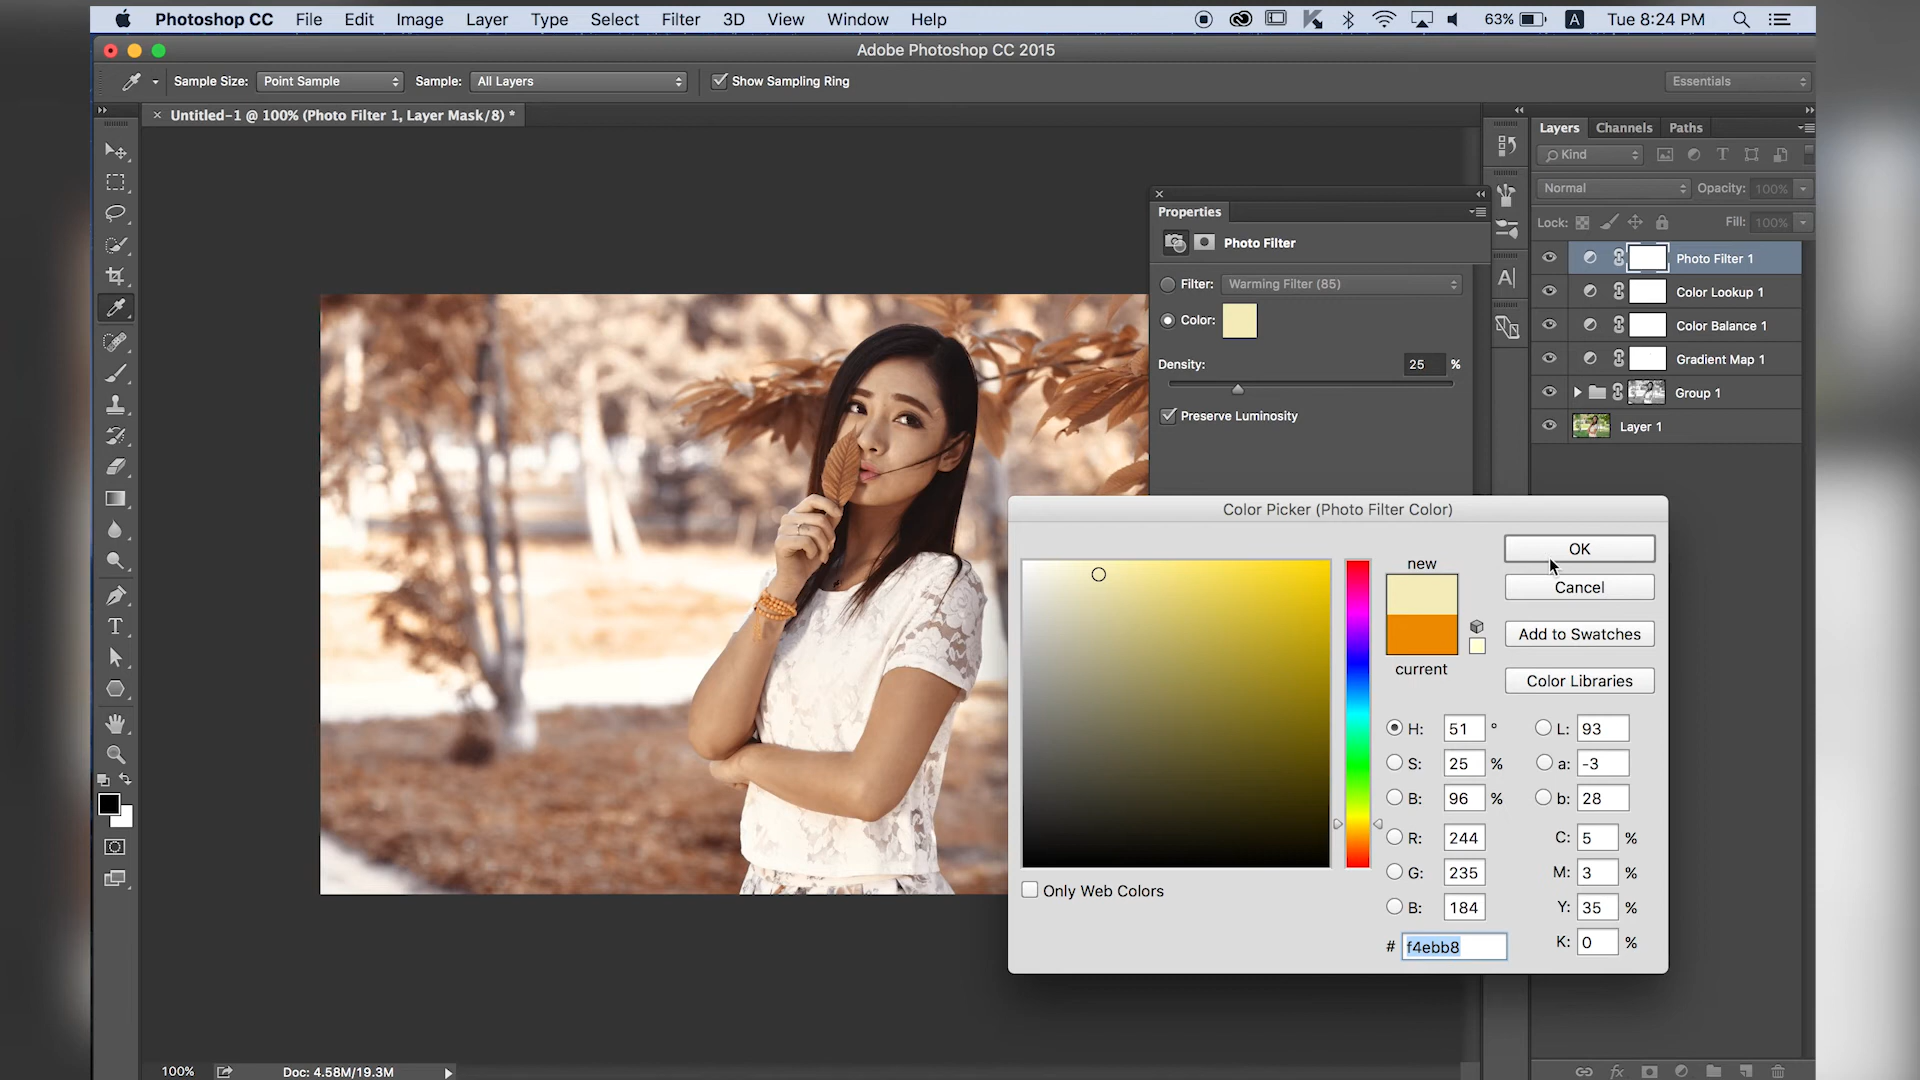 Photoshop CC File Edit Image Layer Type Select Filter 3D View Window Help 63% A Tue 8:24 PM
Adobe Photoshop CC 2015
Sample Size: Point Sample Sample: All Layers Show Sampling Ring Essentials
Untitled-1 @ 100% (Photo Filter 1, Layer Mask/8) *
Layers Channels Paths
Kind
Normal Opacity: 100%
Lock: Fill: 100%
Properties
Photo Filter
Filter: Warming Filter (85)
Color:
Density: 25 %
Preserve Luminosity
Photo Filter 1
Color Lookup 1
Color Balance 1
Gradient Map 1
Group 1
Layer 1
Color Picker (Photo Filter Color)
new
current
OK
Cancel
Add to Swatches
Color Libraries
H: 51 °
S: 25 %
B: 96 %
R: 244
G: 235
B: 184
# f4ebb8
L: 93
a: -3
b: 28
C: 5 %
M: 3 %
Y: 35 %
K: 0 %
Only Web Colors
100% Doc: 4.58M/19.3M